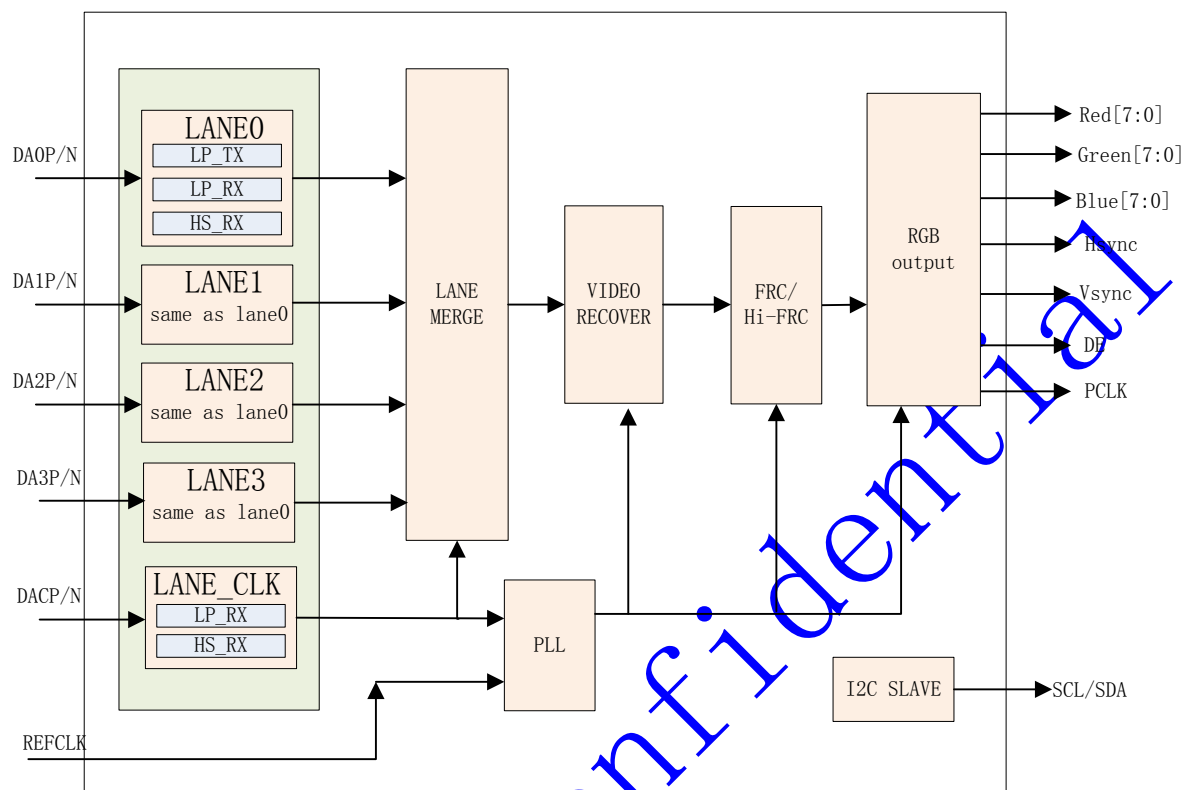 DA0P/N
LANE0
LP_TX
LP_RX
HS_RX
DA1P/N
LANE1
same as lane0
DA2P/N
LANE2
same as lane0
DA3P/N
LANE3
same as lane0
DACP/N
LANE_CLK
LP_RX
HS_RX
REFCLK
LANE
MERGE
VIDEO
RECOVER
FRC/
Hi-FRC
RGB
output
PLL
I2C SLAVE
Red[7:0]
Green[7:0]
Blue[7:0]
Hsync
Vsync
DE
PCLK
SCL/SDA
onfidential